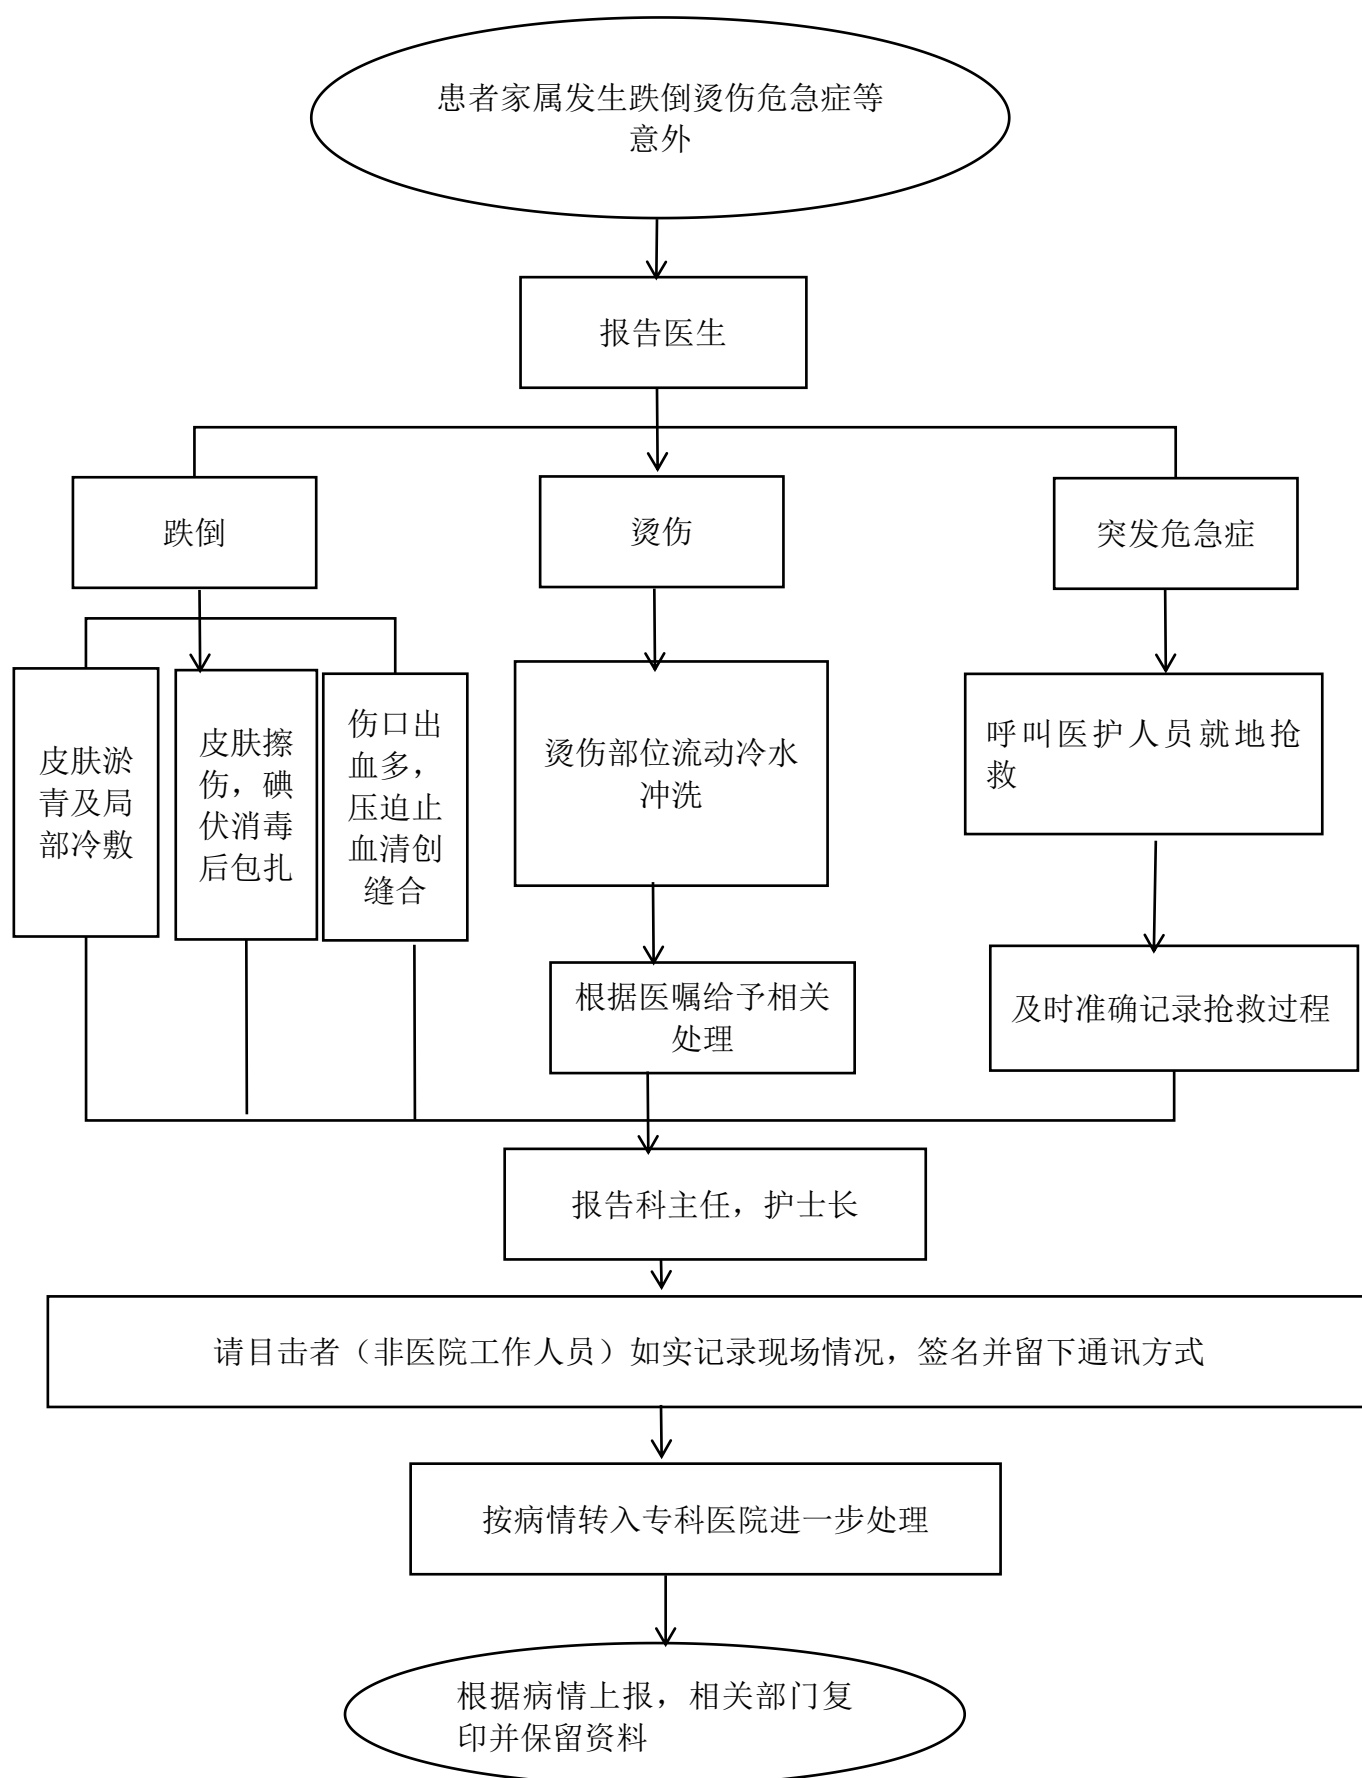 患者家属发生跌倒烫伤危急症等
意外
报告医生
跌倒
烫伤
突发危急症
皮肤淤
青及局
部冷敷
皮肤擦
伤，碘
伏消毒
后包扎
伤口出
血多，
压迫止
血清创
缝合
烫伤部位流动冷水
冲洗
呼叫医护人员就地抢
救
根据医嘱给予相关
处理
及时准确记录抢救过程
报告科主任，护士长
请目击者（非医院工作人员）如实记录现场情况，签名并留下通讯方式
按病情转入专科医院进一步处理
根据病情上报，相关部门复
印并保留资料